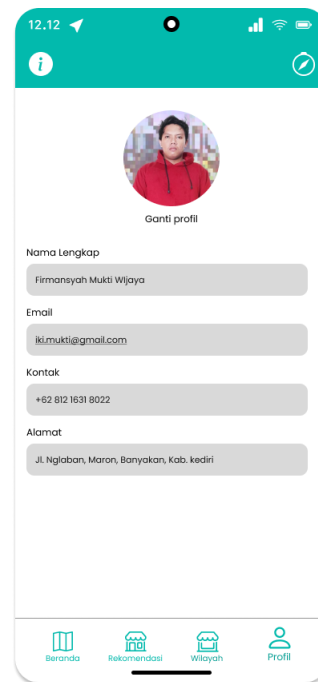 12.12
i
Ganti profil
Nama Lengkap
Firmansyah Mukti Wijaya
Email
iki.mukti@gmail.com
Kontak
+62 812 1631 8022
Alamat
Jl. Nglaban, Maron, Banyakan, Kab. kediri
Beranda Rekomendasi Wilayah Profil